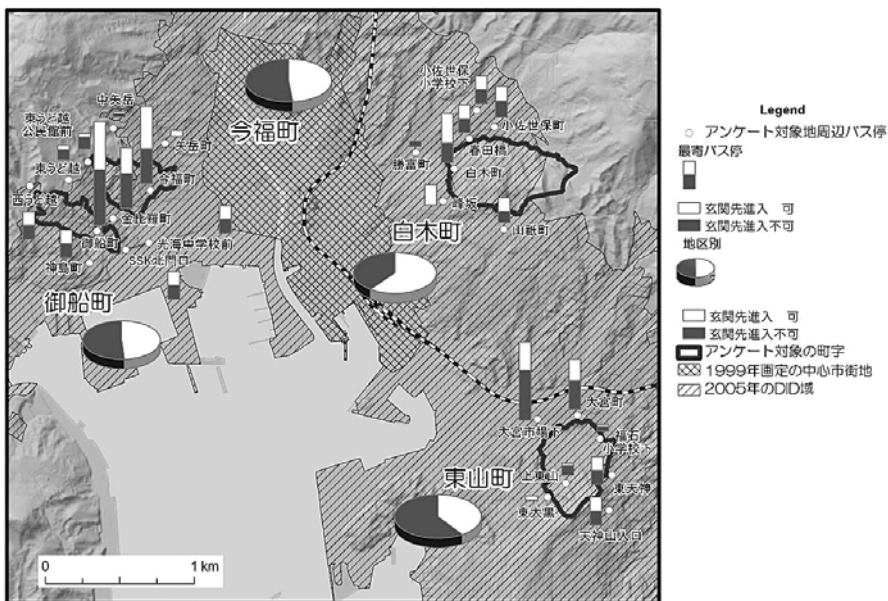 中矢岳
東うど越
公民館前
矢岳町
東うど越
今福町
西うど越
金比羅町
御船町
光海中学校前
神島町
SSK北門口
今福町
小佐世保
小学校下
小佐世保町
春田橋
勝富町
白木町
峰坂
山祇町
白木町
御船町
大宮町
大宮市場下
福石
小学校下
上東山
東天神
東大黒
天神山入口
東山町
0 1 km
Legend
アンケート対象地周辺バス停
最寄バス停
玄関先進入 可
玄関先進入不可
地区別
玄関先進入 可
玄関先進入不可
アンケート対象の町字
1999年画定の中心市街地
2005年のDID域